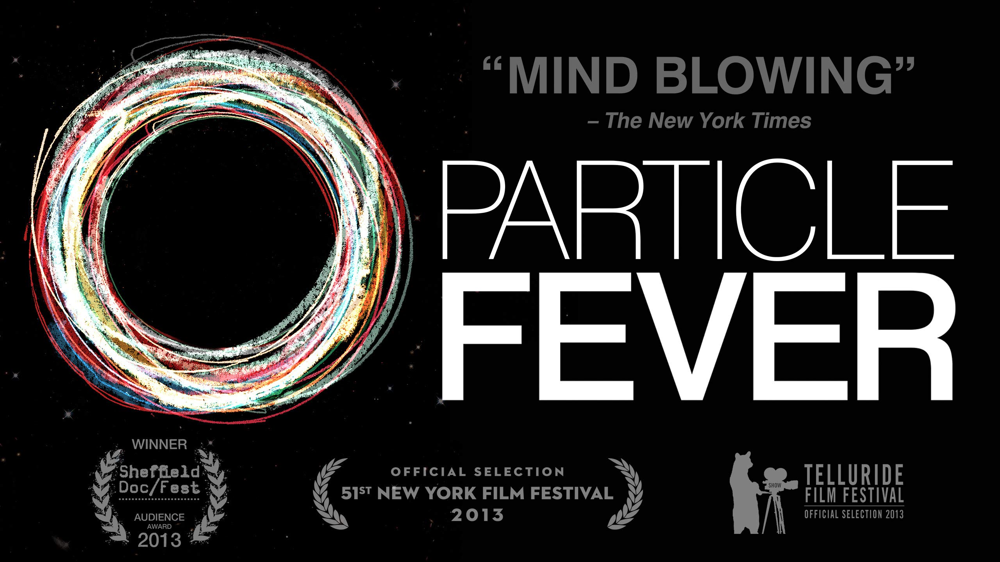 “MIND BLOWING”
– The New York Times
PARTICLE
FEVER
WINNER
Sheffield
Doc/Fest
AUDIENCE
AWARD
2013
OFFICIAL SELECTION
51ST NEW YORK FILM FESTIVAL
2013
SHOW
TELLURIDE
FILM FESTIVAL
OFFICIAL SELECTION 2013